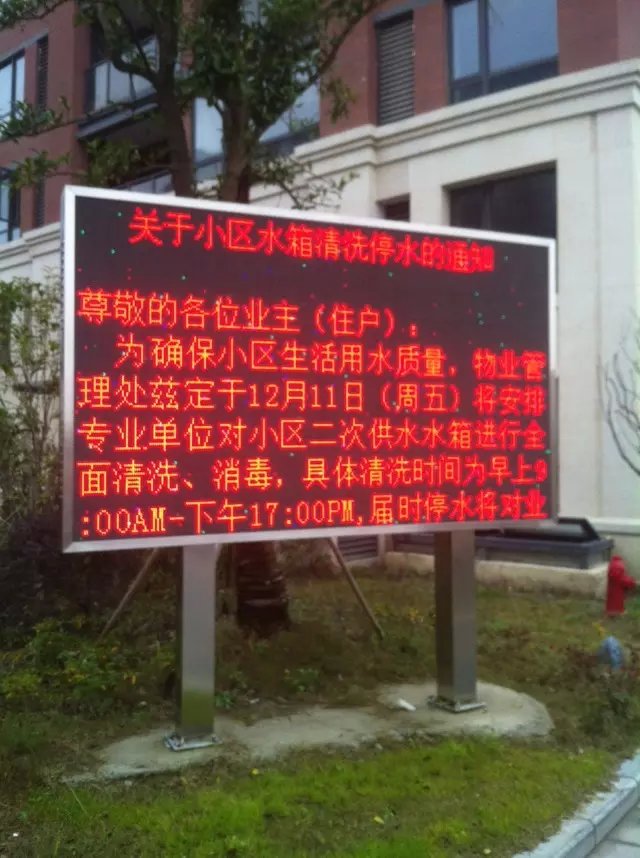 关于小区水箱清洗停水的通知
尊敬的各位业主（住户）：
为确保小区生活用水质量，物业管
理处兹定于12月11日（周五）将安排
专业单位对小区二次供水水箱进行全
面清洗、消毒，具体清洗时间为早上9
:00AM-下午17:00PM,届时停水将对业